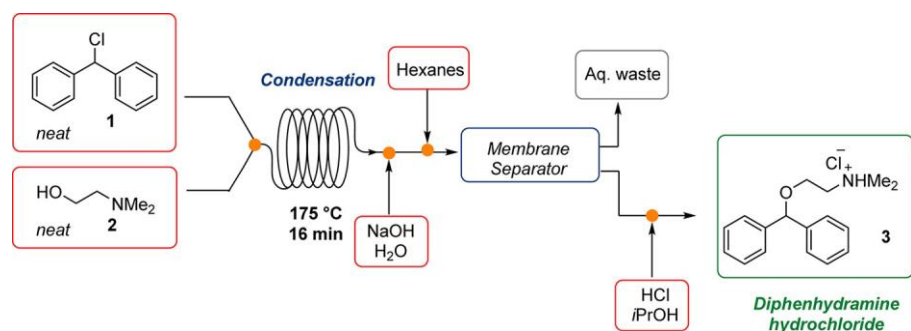 Cl
neat
1
HO
NMe2
neat
2
Condensation
175 °C
16 min
NaOH
H2O
Hexanes
Membrane
Separator
Aq. waste
HCl
iPrOH
Cl−
+
O
NHMe2
3
Diphenhydramine
hydrochloride